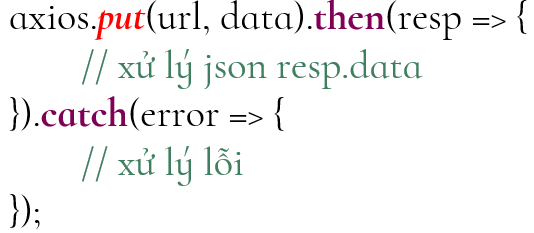 axios.put(url, data).then(resp => {
// xử lý json resp.data
}).catch(error => {
// xử lý lỗi
});